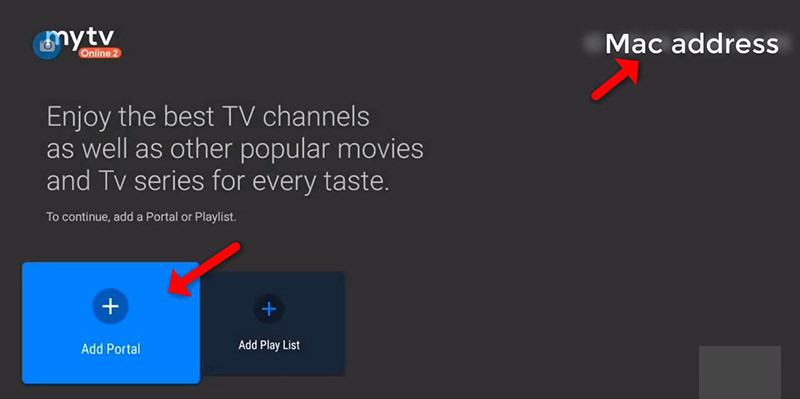 mytv
Online 2
Mac address
Enjoy the best TV channels
as well as other popular movies
and Tv series for every taste.
To continue, add a Portal or Playlist.
Add Portal
Add Play List